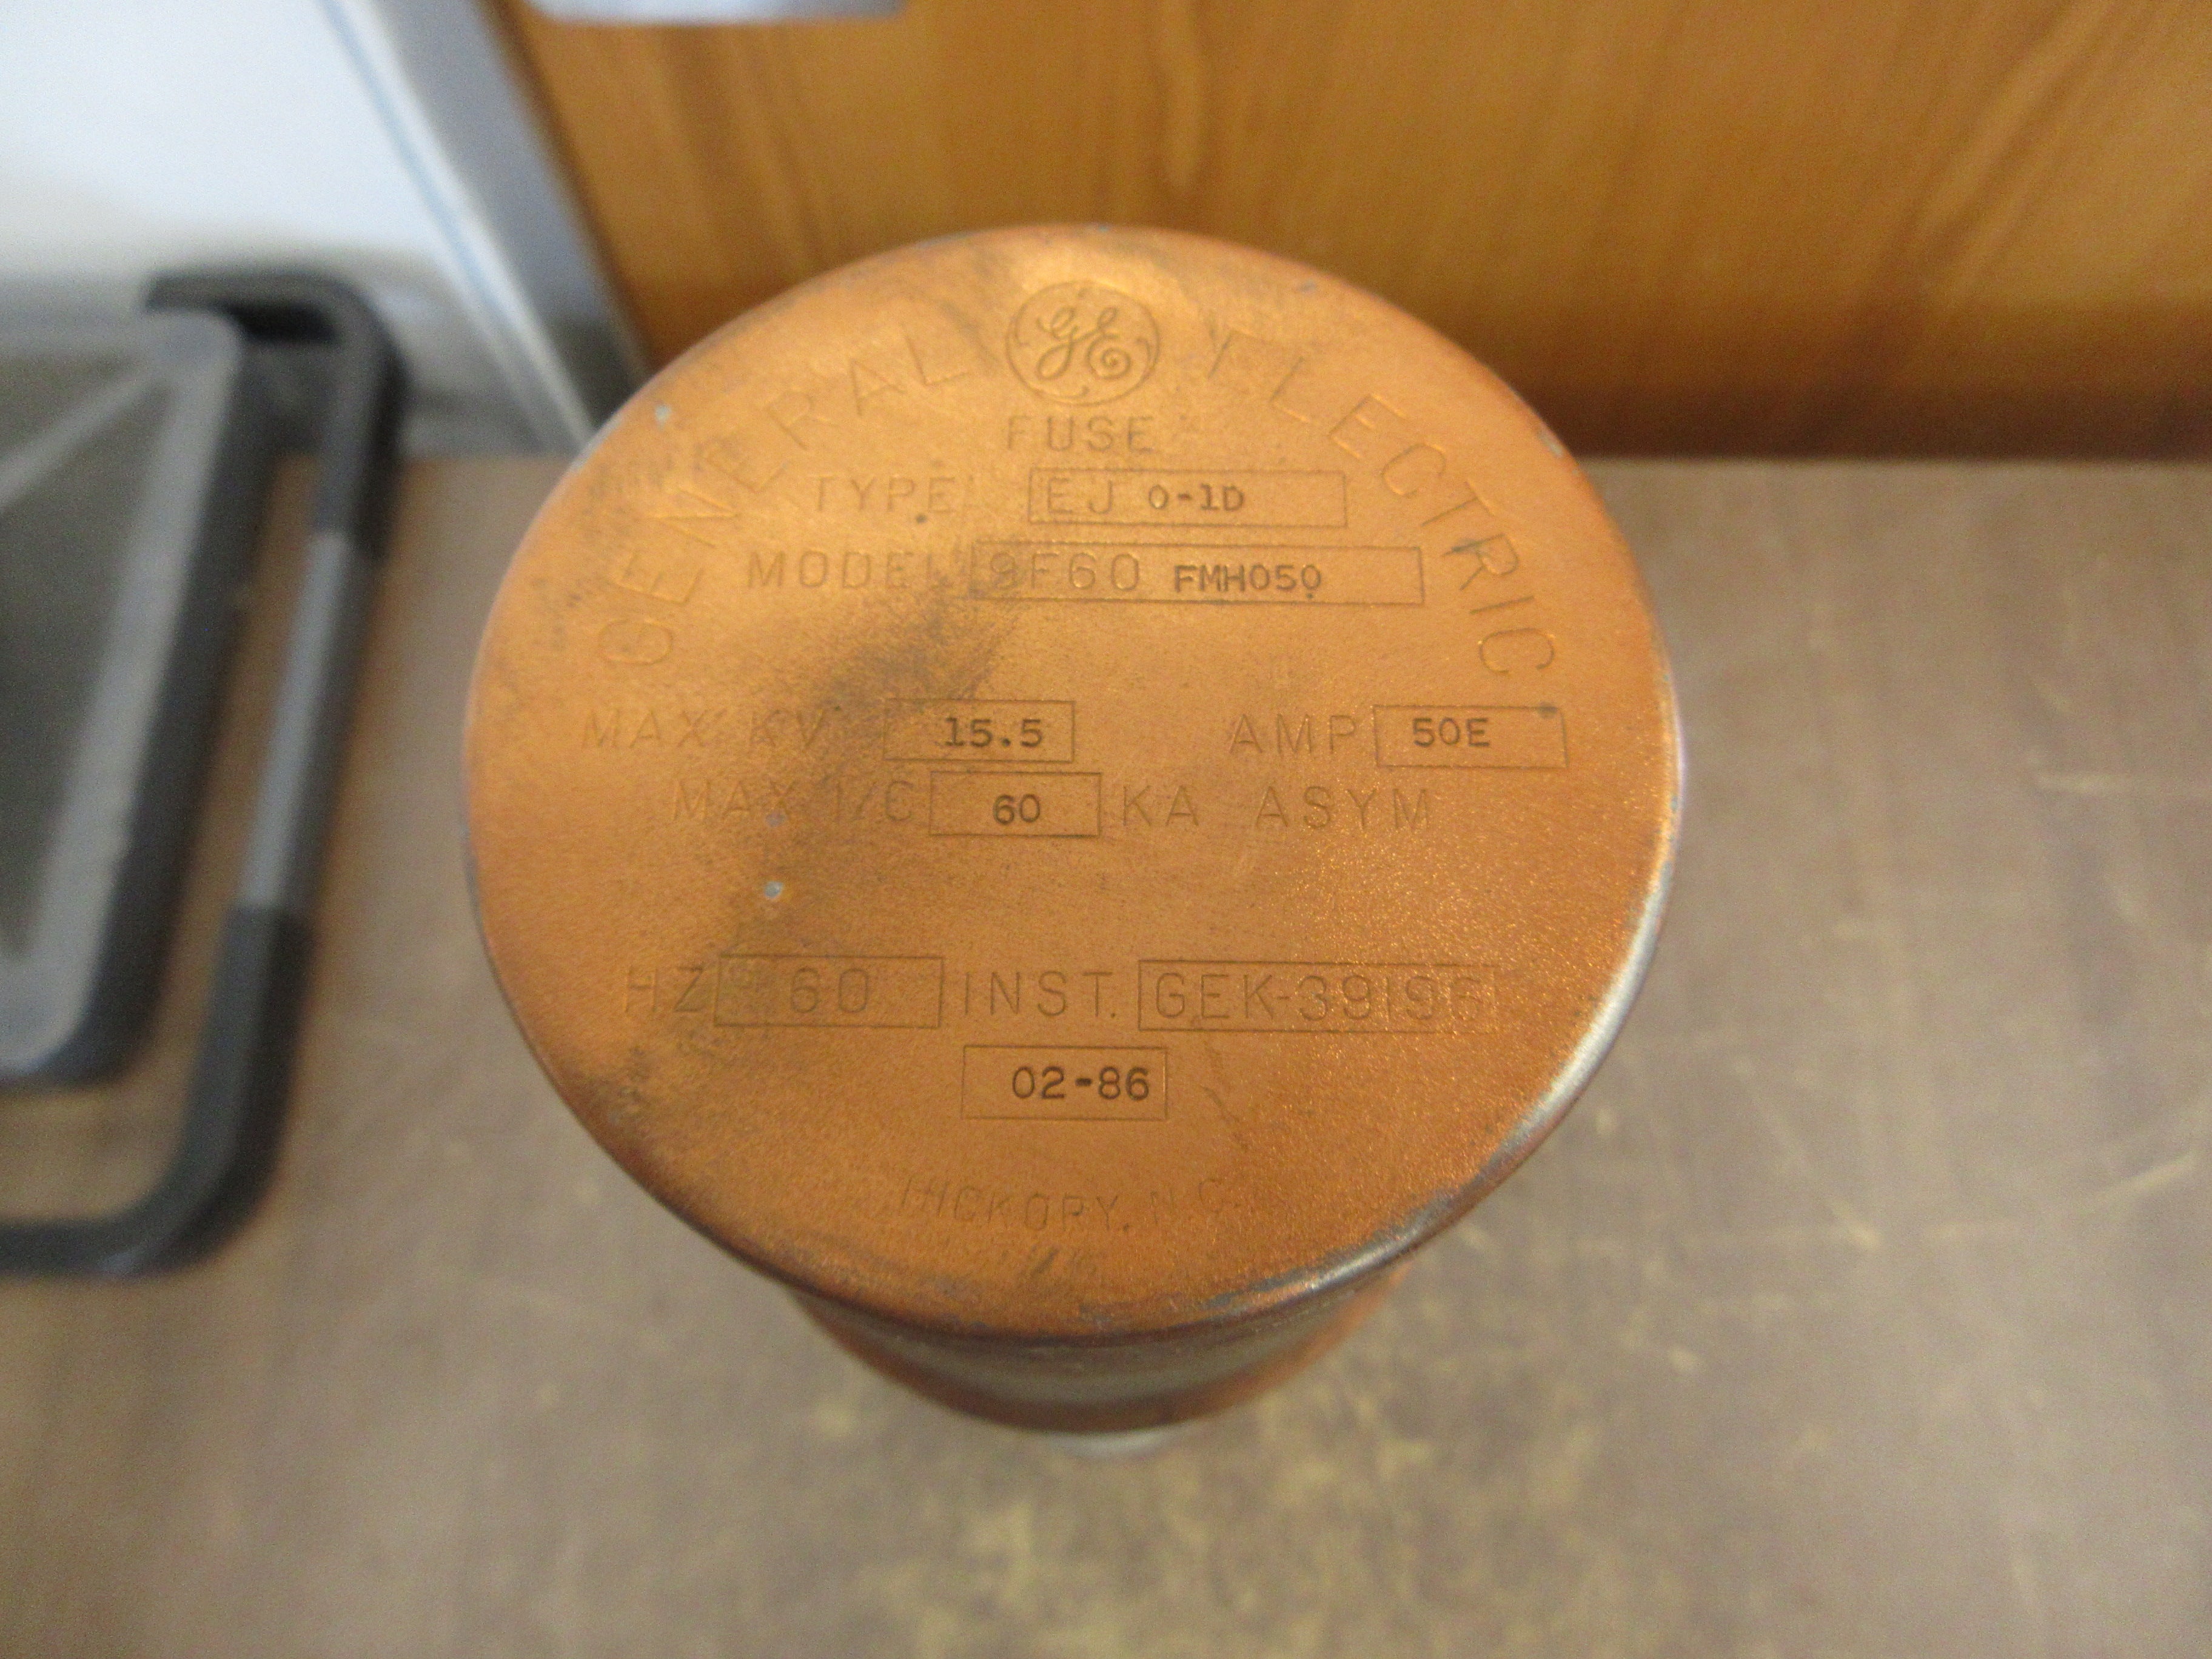 GENERAL GE ELECTRIC
FUSE
TYPE EJ O-1D
MODEL 9F60 FMH050
MAX KV 15.5 AMP 50E
MAX I/C 60 KA ASYM
HZ 60 INST. GEK-39196
02-86
HICKORY, N.C.